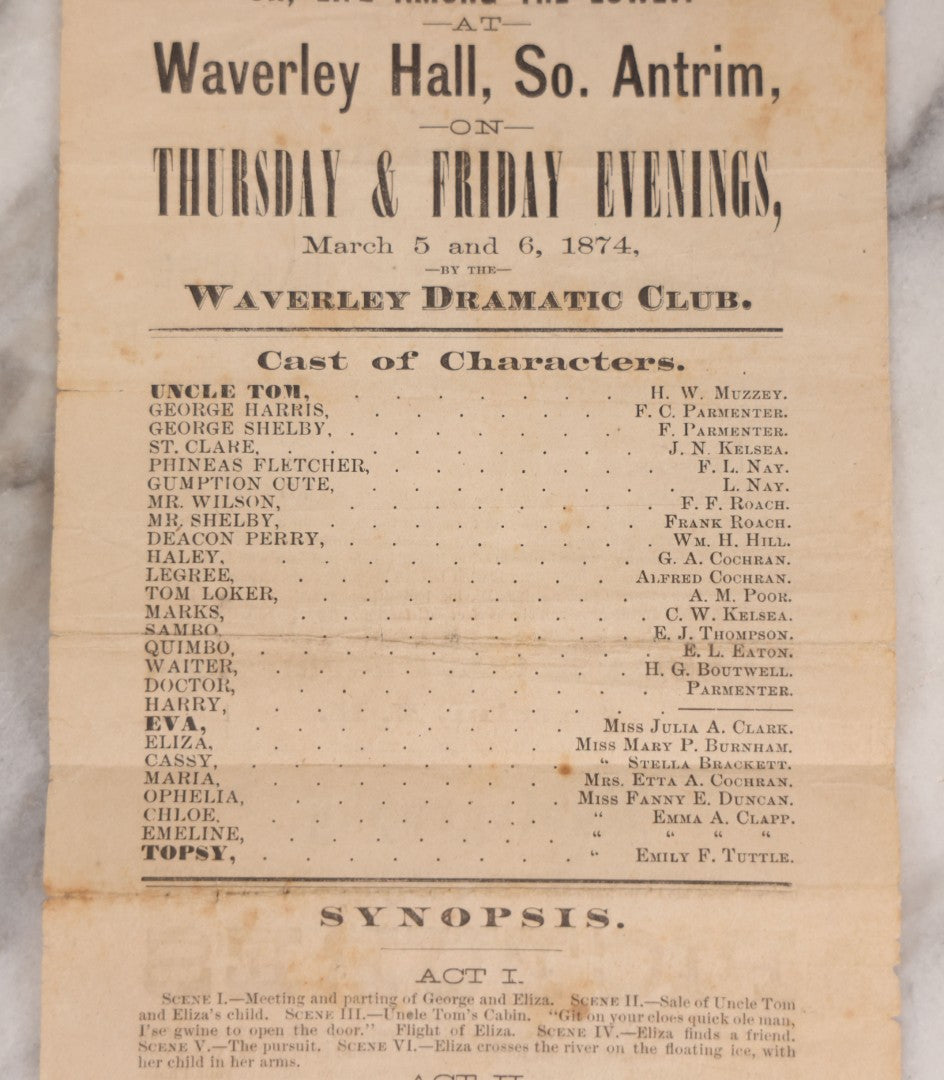 OR, LIFE AMONG THE LOWLY.
—AT—
Waverley Hall, So. Antrim,
—ON—
THURSDAY & FRIDAY EVENINGS,
March 5 and 6, 1874,
—BY THE—
WAVERLEY DRAMATIC CLUB.
Cast of Characters.
UNCLE TOM, . . . . . . . H. W. MUZZEY.
GEORGE HARRIS, . . . . . . F. C. PARMENTER.
GEORGE SHELBY, . . . . . . F. PARMENTER.
ST. CLARE, . . . . . . . J. N. KELSEA.
PHINEAS FLETCHER, . . . . . . F. L. NAY.
GUMPTION CUTE, . . . . . . . L. NAY.
MR. WILSON, . . . . . . . F. F. ROACH.
MR. SHELBY, . . . . . . . FRANK ROACH.
DEACON PERRY, . . . . . . . WM. H. HILL.
HALEY, . . . . . . . G. A. COCHRAN.
LEGREE, . . . . . . . ALFRED COCHRAN.
TOM LOKER, . . . . . . . A. M. POOR.
MARKS, . . . . . . . C. W. KELSEA.
SAMBO, . . . . . . . E. J. THOMPSON.
QUIMBO, . . . . . . . . E. L. EATON.
WAITER, . . . . . . . H. G. BOUTWELL.
DOCTOR, . . . . . . . PARMENTER.
HARRY, . . . . . . . ————
EVA, . . . . . . . MISS JULIA A. CLARK.
ELIZA, . . . . . . MISS MARY P. BURNHAM.
CASSY, . . . . . . . " STELLA BRACKETT.
MARIA, . . . . . . MRS. ETTA A. COCHRAN.
OPHELIA, . . . . . . MISS FANNY E. DUNCAN.
CHLOE, . . . . . . . " EMMA A. CLAPP.
EMELINE, . . . . . . . " " " "
TOPSY, . . . . . . . . " EMILY F. TUTTLE.
SYNOPSIS.
ACT I.
SCENE I.—Meeting and parting of George and Eliza. SCENE II.—Sale of Uncle Tom
and Eliza's child. SCENE III.—Uncle Tom's Cabin. "Git on your cloes quick ole man,
I'se gwine to open the door." Flight of Eliza. SCENE IV.—Eliza finds a friend.
SCENE V.—The pursuit. SCENE VI.—Eliza crosses the river on the floating ice, with
her child in her arms.
ACT II.